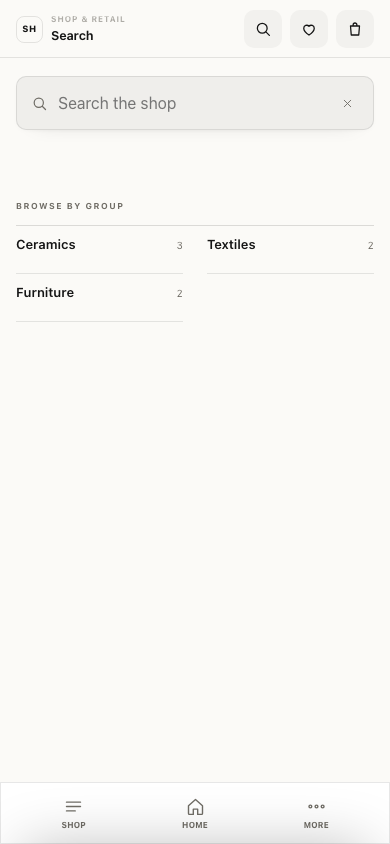 SH
SHOP & RETAIL
Search
Search the shop
BROWSE BY GROUP
Ceramics 3
Textiles 2
Furniture 2
SHOP
HOME
MORE